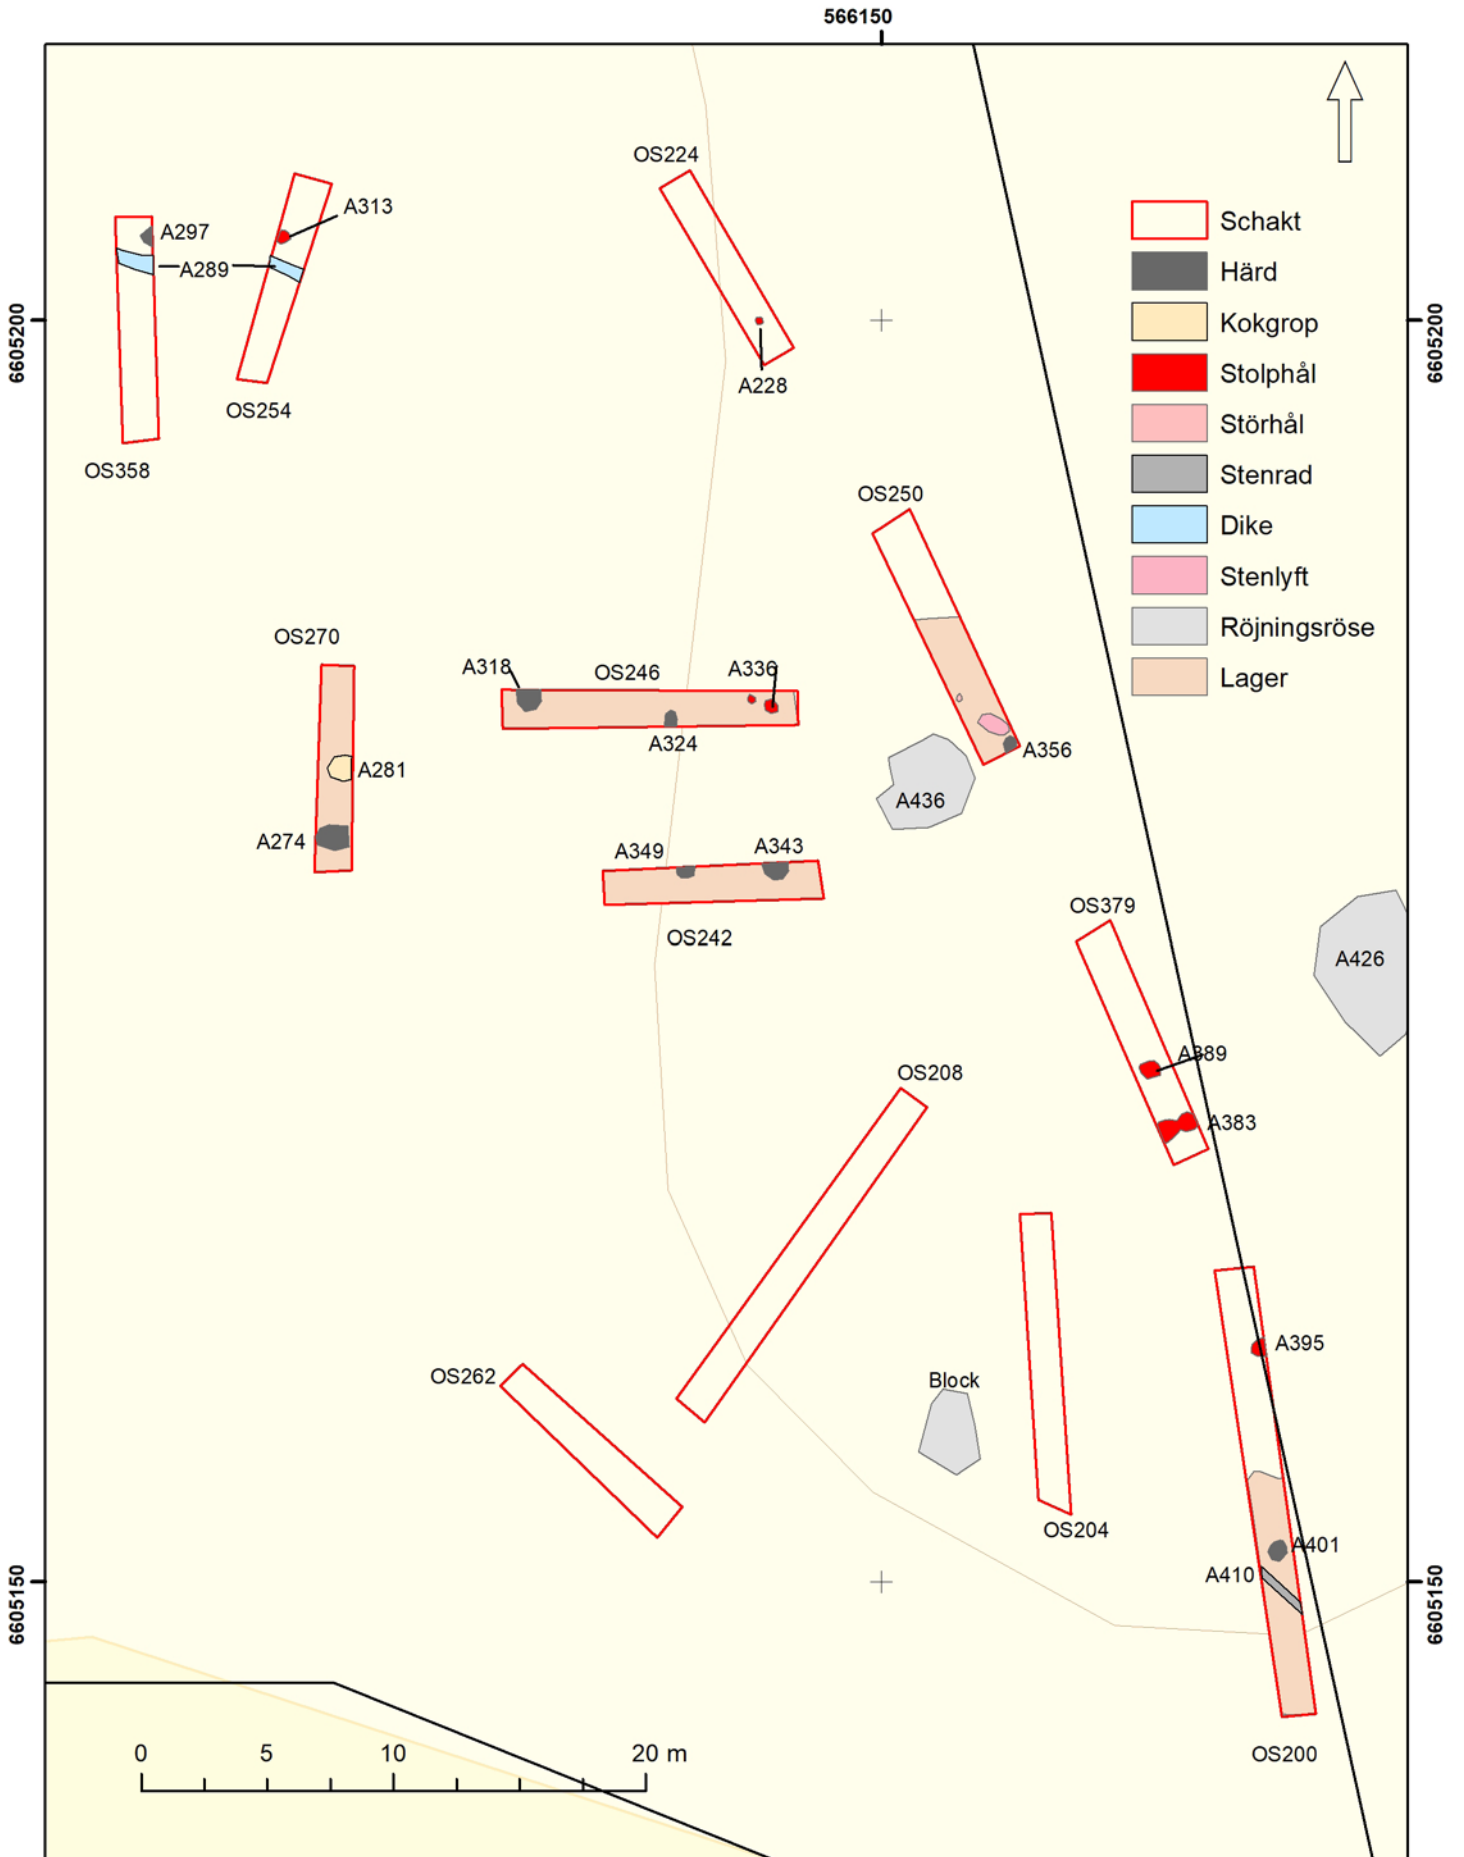 566150
OS224
A313
A297
A289
Schakt
Härd
Kokgrop
Stolphål
Störhål
Stenrad
Dike
Stenlyft
Röjningsröse
Lager
6605200
6605200
A228
OS254
OS358
OS250
OS270
A318
OS246
A336
A324
A356
A281
A436
A274
A349
A343
OS242
OS379
A426
A389
OS208
A383
A395
OS262
Block
OS204
A401
A410
6605150
6605150
OS200
0 5 10 20 m